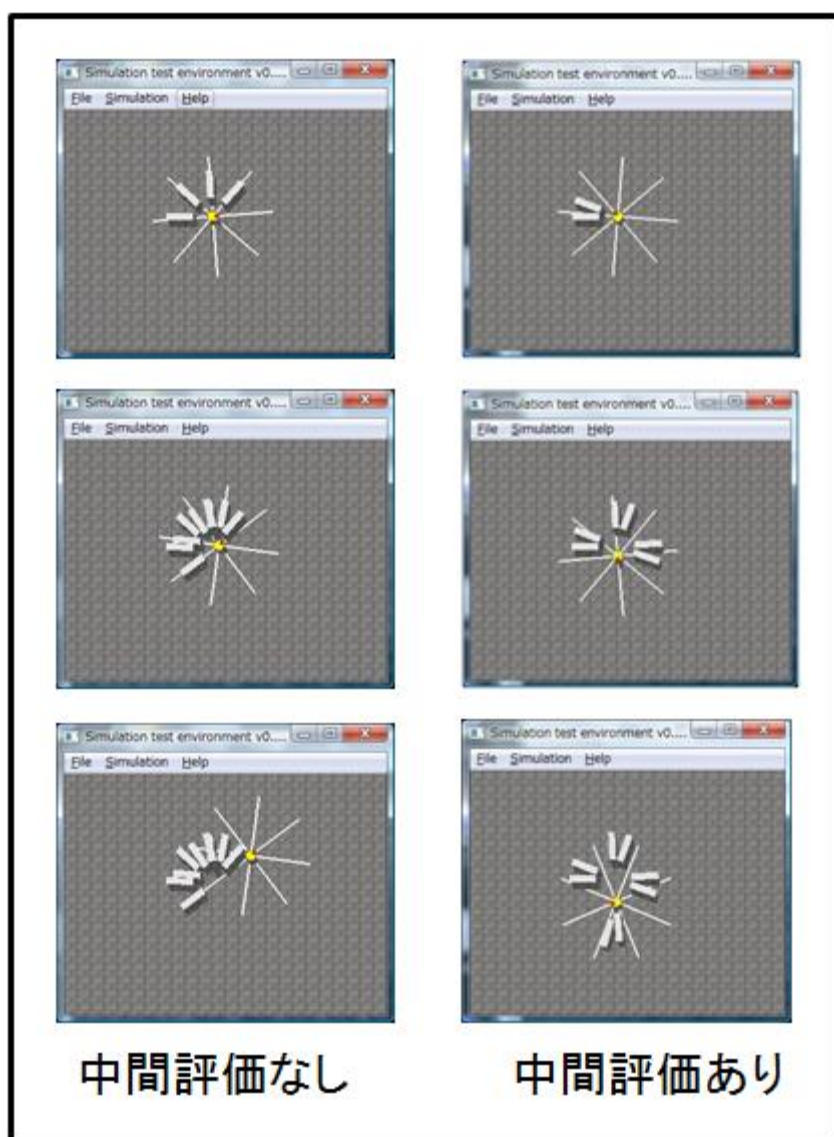 Simulation test environment v0....
File Simulation Help
Simulation test environment v0....
File Simulation Help
Simulation test environment v0....
File Simulation Help
Simulation test environment v0....
File Simulation Help
Simulation test environment v0....
File Simulation Help
Simulation test environment v0....
File Simulation Help
中間評価なし
中間評価あり